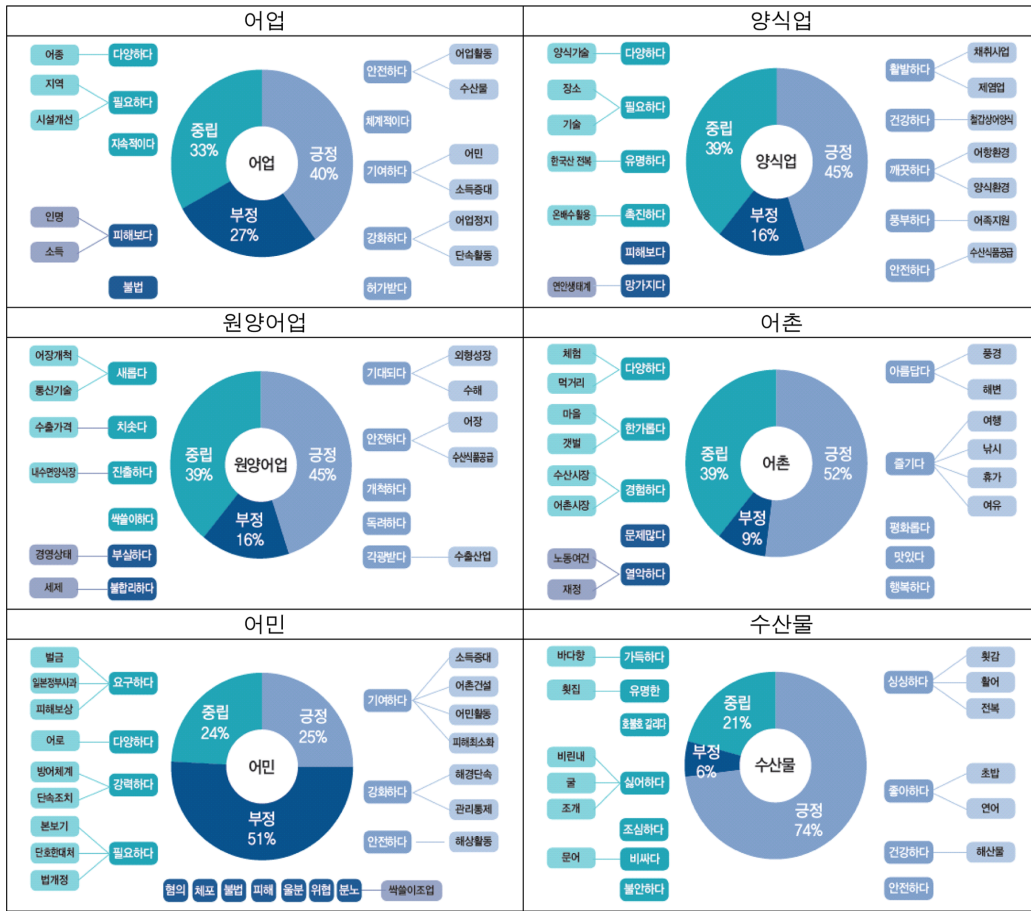 어업
어종 다양하다
지역
필요하다
시설개선
지속적이다
인명
피해보다
소득
불법
중립
33%
어업
긍정
40%
부정
27%
안전하다
어업활동
수산물
체계적이다
기여하다
어민
소득증대
강화하다
어업정지
단속활동
허가받다
양식업
양식기술 다양하다
장소
필요하다
기술
한국산 전복 유명하다
온배수활용 촉진하다
피해보다
연안생태계 망가지다
중립
39%
양식업
긍정
45%
부정
16%
활발하다
채취사업
제염업
건강하다 철갑상어양식
깨끗하다
어항환경
양식환경
풍부하다 어족지원
안전하다 수산식품공급
원양어업
어장개척
새롭다
통신기술
수출가격 치솟다
내수면양식장 진출하다
싹쓸이하다
경영상태 부실하다
세제 불합리하다
중립
39%
원양어업
긍정
45%
부정
16%
기대되다
외형성장
수해
안전하다
어장
수산식품공급
개척하다
독려하다
각광받다 수출산업
어촌
체험
다양하다
먹거리
마을
한가롭다
갯벌
수산시장
경험하다
어촌시장
문제많다
노동여건
열악하다
재정
중립
39%
어촌
긍정
52%
부정
9%
아름답다
풍경
해변
즐기다
여행
낚시
휴가
여유
평화롭다
맛있다
행복하다
어민
벌금
일본정부사과 요구하다
피해보상
어로 다양하다
방어체계
강력하다
단속조치
본보기
단호한대처 필요하다
법개정
중립
24%
어민
긍정
25%
부정
51%
기여하다
소득증대
어촌건설
어민활동
피해최소화
강화하다
해경단속
관리통제
안전하다 해상활동
혐의 체포 불법 피해 울분 위협 분노 싹쓸이조업
수산물
바다향 가득하다
횟집 유명한
호불호 갈리다
비린내
굴 싫어하다
조개
조심하다
문어 비싸다
불안하다
중립
21%
부정
6%
수산물
긍정
74%
싱싱하다
횟감
활어
전복
좋아하다
초밥
연어
건강하다 해산물
안전하다